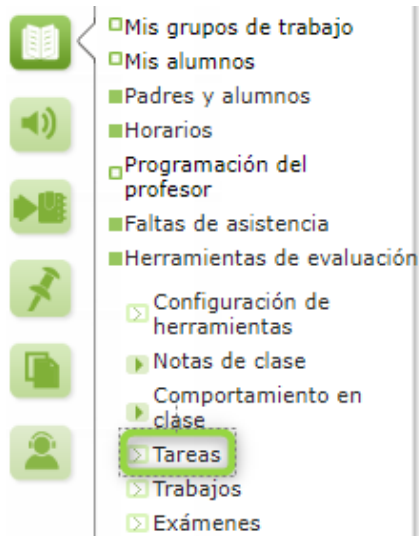 Mis grupos de trabajo
Mis alumnos
Padres y alumnos
Horarios
Programación del
profesor
Faltas de asistencia
Herramientas de evaluación
Configuración de
herramientas
Notas de clase
Comportamiento en
clase
Tareas
Trabajos
Exámenes